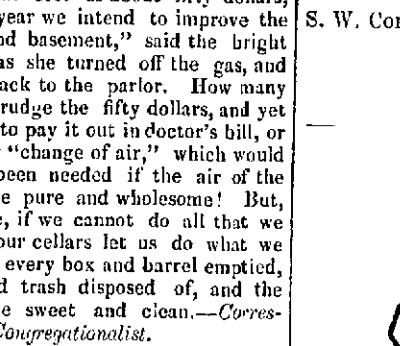 year we intend to improve the
nd basement," said the bright
as she turned off the gas, and
ack to the parlor. How many
rudge the fifty dollars, and yet
to pay it out in doctor's bill, or
"change of air," which would
been needed if the air of the
e pure and wholesome! But,
e, if we cannot do all that we
our cellars let us do what we
every box and barrel emptied,
d trash disposed of, and the
e sweet and clean.—Corres-
Congregationalist.
S. W. Cor